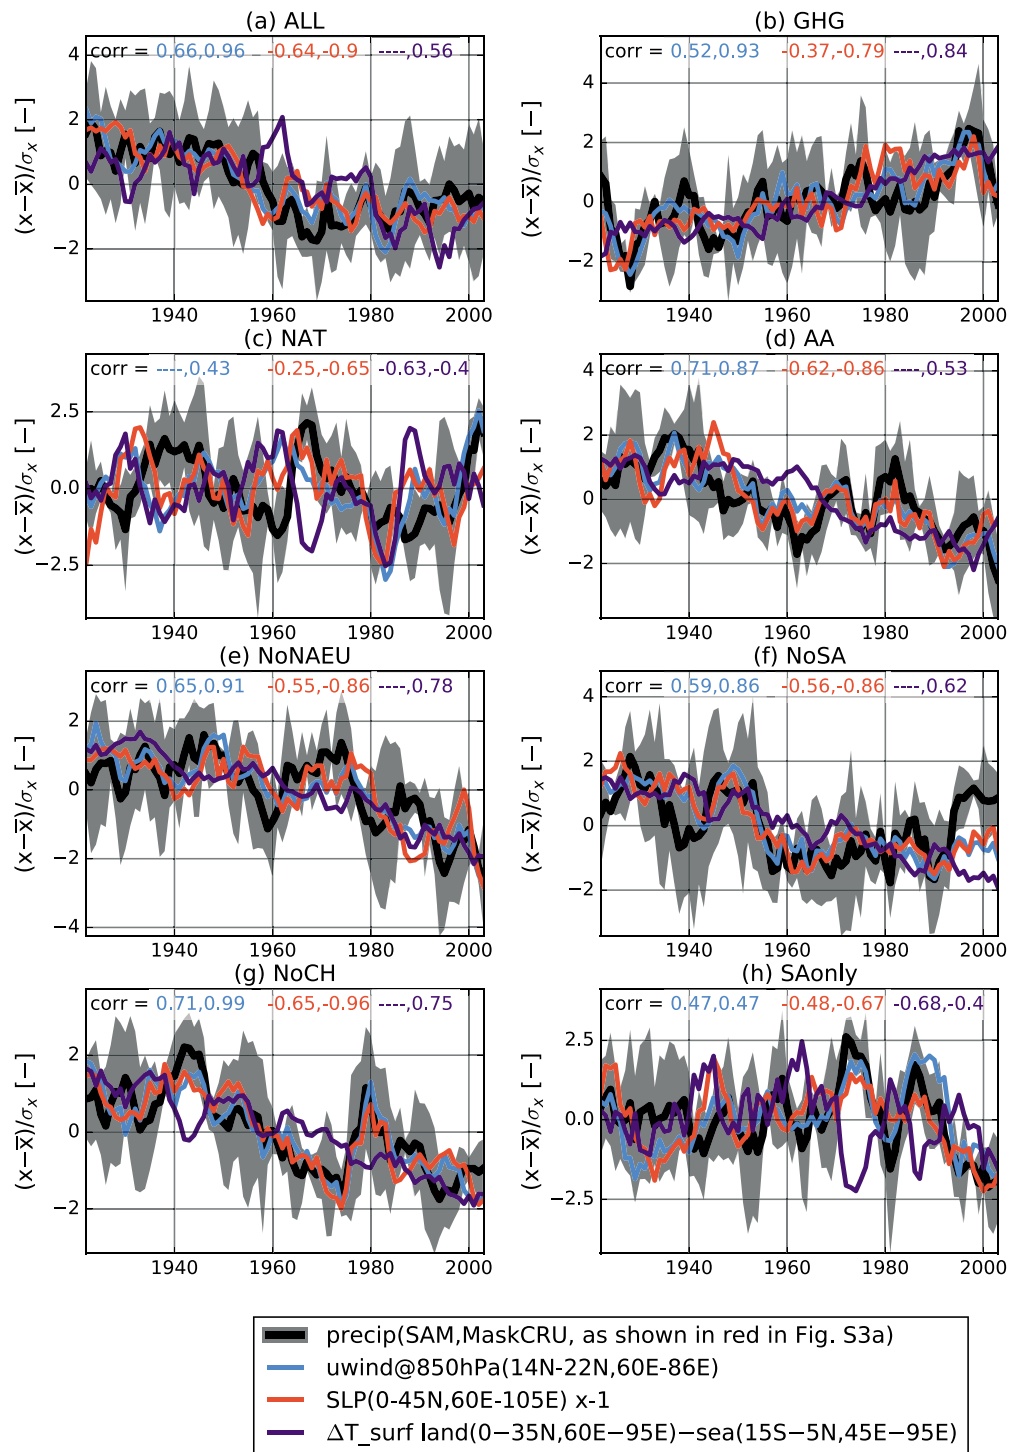 (a) ALL
(b) GHG
corr = 0.66,0.96 -0.64,-0.9 ----,0.56
corr = 0.52,0.93 -0.37,-0.79 ----,0.84
(x−x̅)/σx [−]
4
2
0
−2
1940 1960 1980 2000
(x−x̅)/σx [−]
4
2
0
−2
1940 1960 1980 2000
(c) NAT
(d) AA
corr = ----,0.43 -0.25,-0.65 -0.63,-0.4
corr = 0.71,0.87 -0.62,-0.86 ----,0.53
(x−x̅)/σx [−]
2.5
0.0
−2.5
1940 1960 1980 2000
(x−x̅)/σx [−]
4
2
0
−2
1940 1960 1980 2000
(e) NoNAEU
(f) NoSA
corr = 0.65,0.91 -0.55,-0.86 ----,0.78
corr = 0.59,0.86 -0.56,-0.86 ----,0.62
(x−x̅)/σx [−]
2
0
−2
−4
1940 1960 1980 2000
(x−x̅)/σx [−]
4
2
0
−2
1940 1960 1980 2000
(g) NoCH
(h) SAonly
corr = 0.71,0.99 -0.65,-0.96 ----,0.75
corr = 0.47,0.47 -0.48,-0.67 -0.68,-0.4
(x−x̅)/σx [−]
2
0
−2
1940 1960 1980 2000
(x−x̅)/σx [−]
2.5
0.0
−2.5
1940 1960 1980 2000
precip(SAM,MaskCRU, as shown in red in Fig. S3a)
uwind@850hPa(14N-22N,60E-86E)
SLP(0-45N,60E-105E) x-1
ΔT_surf land(0−35N,60E−95E)−sea(15S−5N,45E−95E)